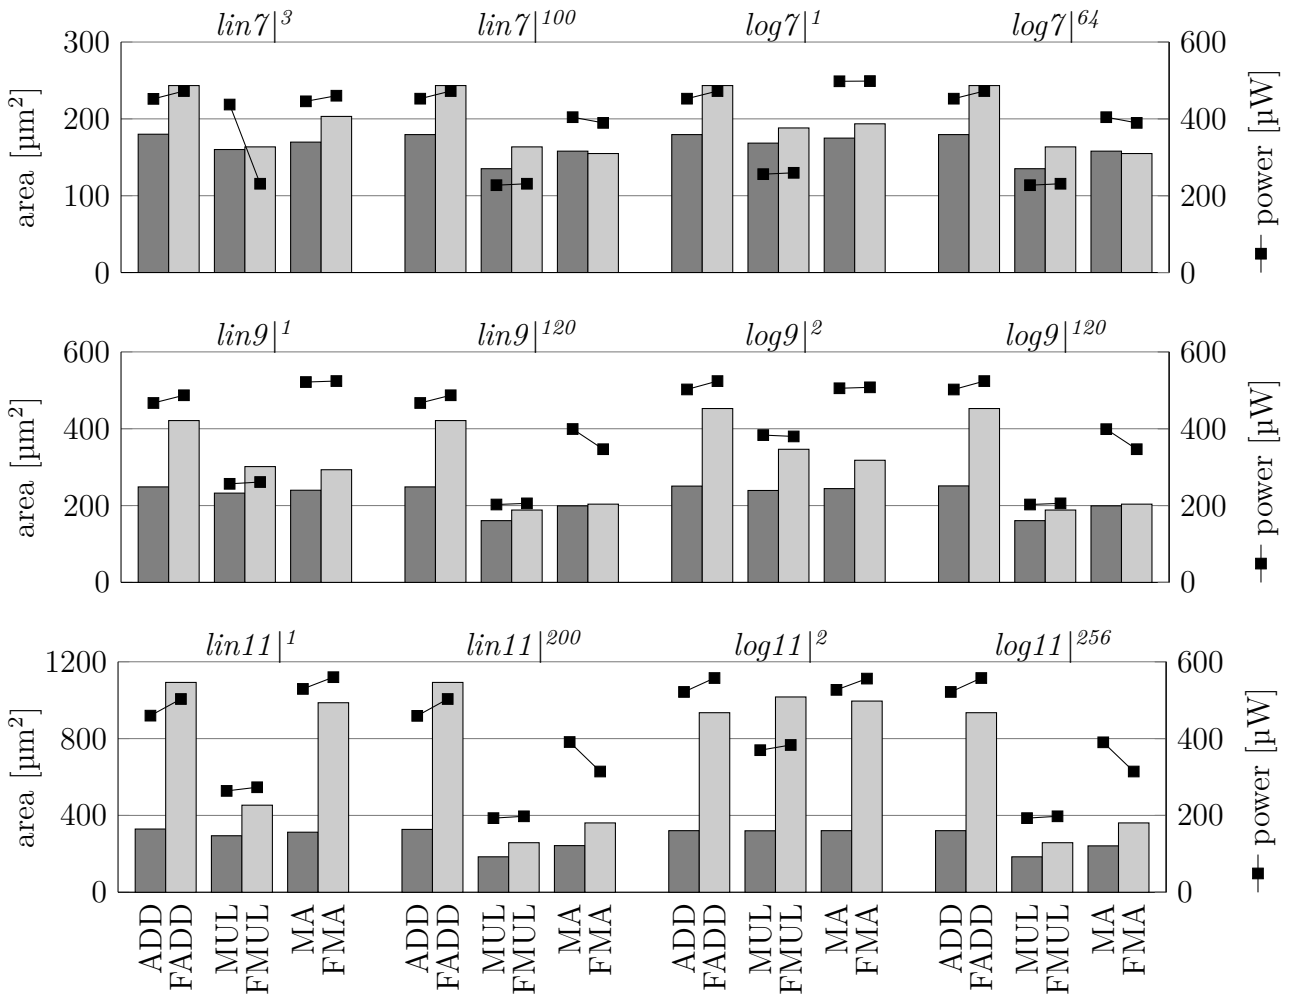 lin7|³ lin7|¹⁰⁰ log7|¹ log7|⁶⁴
300 600
200 400
100 200
0 0
area [µm²]
power [µW]
lin9|¹ lin9|¹²⁰ log9|² log9|¹²⁰
600 600
400 400
200 200
0 0
area [µm²]
power [µW]
lin11|¹ lin11|²⁰⁰ log11|² log11|²⁵⁶
1200 600
800 400
400 200
0 0
area [µm²]
power [µW]
ADD FADD MUL FMUL MA FMA ADD FADD MUL FMUL MA FMA ADD FADD MUL FMUL MA FMA ADD FADD MUL FMUL MA FMA